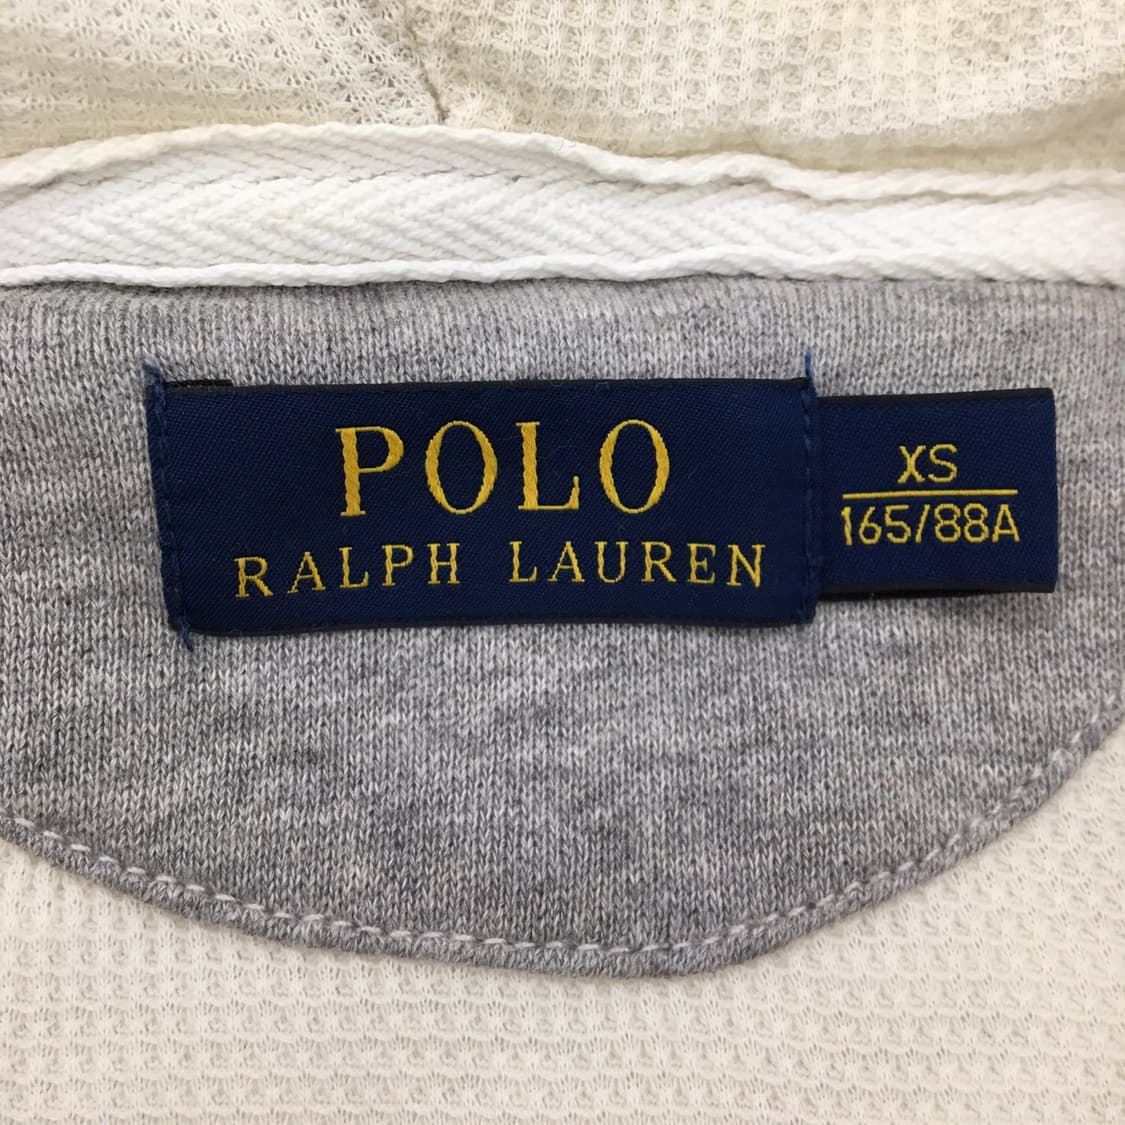 POLO
RALPH LAUREN
XS
165/88A